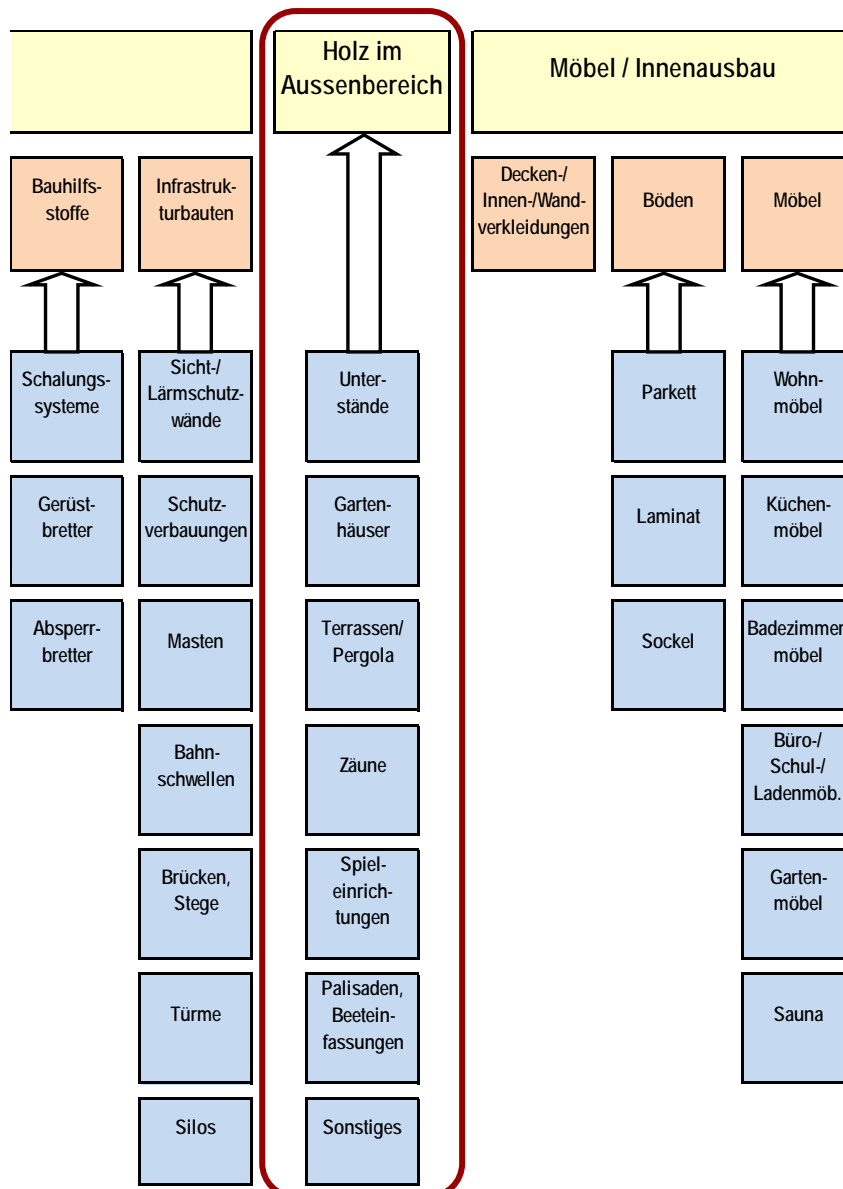 Holz im
Aussenbereich
Möbel / Innenausbau
Bauhilfs-
stoffe
Infrastruk-
turbauten
Decken-/
Innen-/Wand-
verkleidungen
Böden
Möbel
Schalungs-
systeme
Sicht-/
Lärmschutz-
wände
Unter-
stände
Parkett
Wohn-
möbel
Gerüst-
bretter
Schutz-
verbauungen
Garten-
häuser
Laminat
Küchen-
möbel
Absperr-
bretter
Masten
Terrassen/
Pergola
Sockel
Badezimmer
möbel
Bahn-
schwellen
Zäune
Büro-/
Schul-/
Ladenmöb.
Brücken,
Stege
Spiel-
einrich-
tungen
Garten-
möbel
Türme
Palisaden,
Beetein-
fassungen
Sauna
Silos
Sonstiges